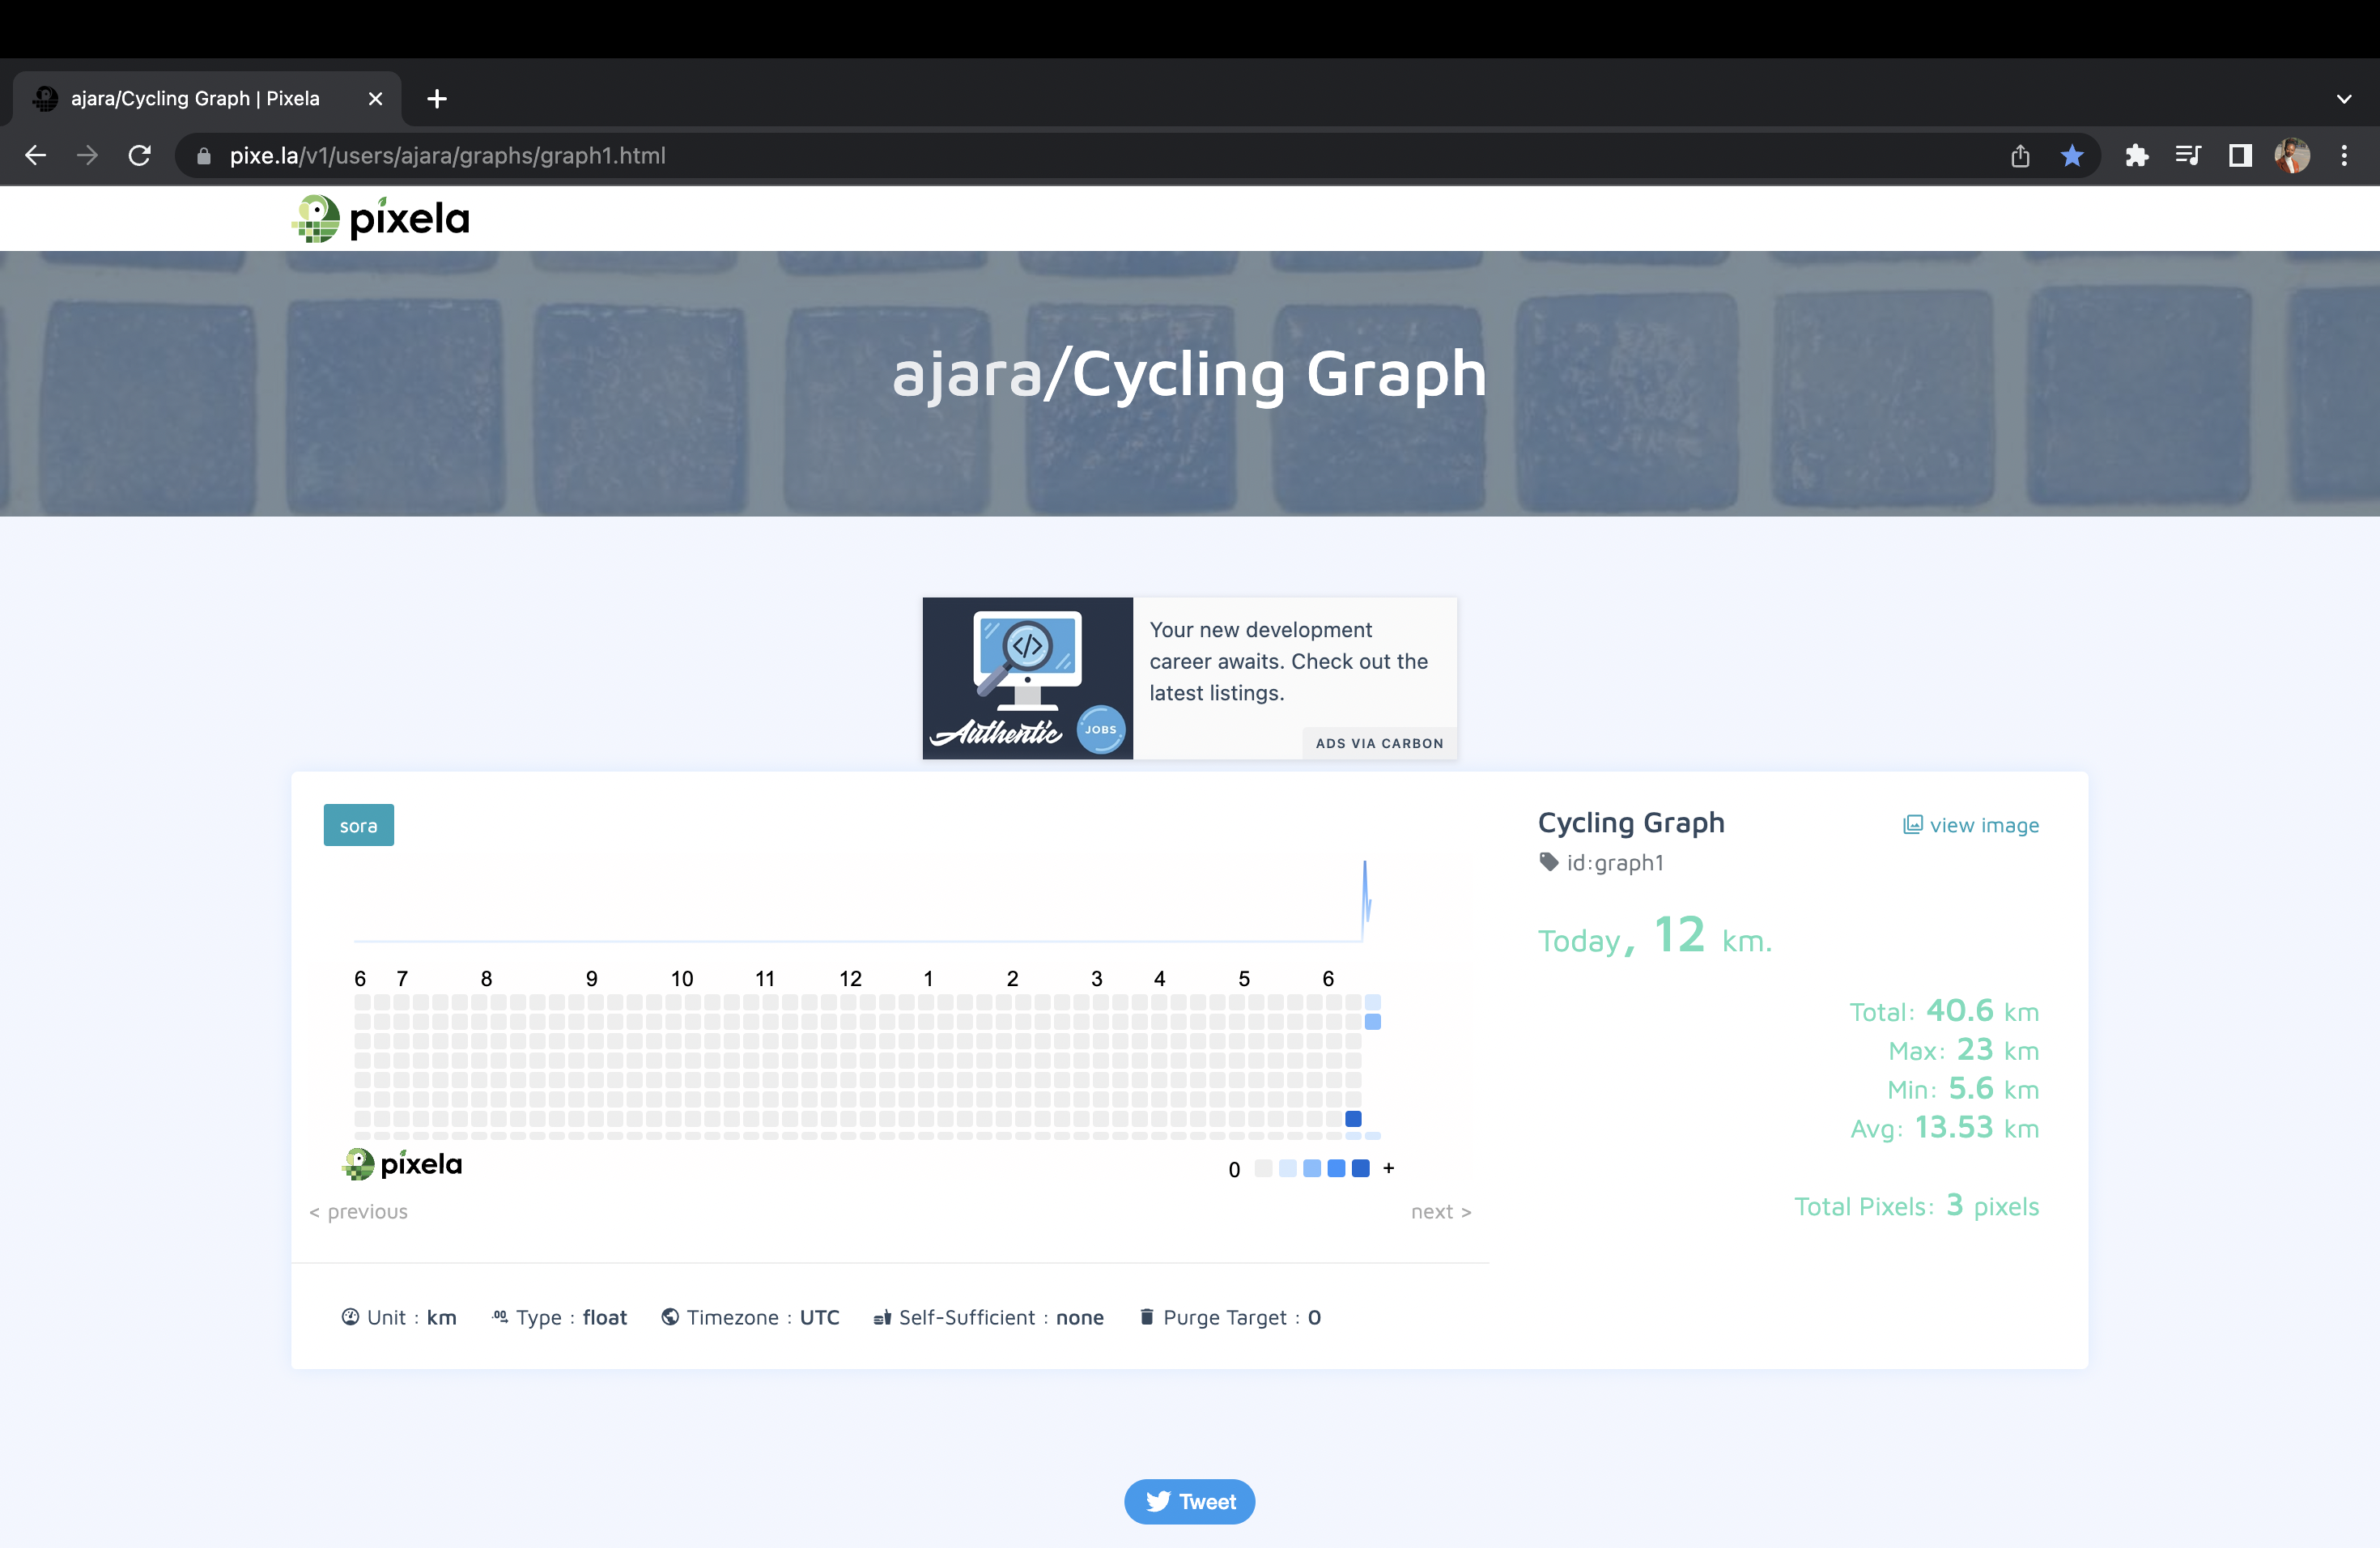 ajara/Cycling Graph | Pixela
pixe.la/v1/users/ajara/graphs/graph1.html
pixela
ajara/Cycling Graph
</>
Authentic
JOBS
Your new development
career awaits. Check out the
latest listings.
ADS VIA CARBON
sora
6 7 8 9 10 11 12 1 2 3 4 5 6
pixela
0 +
< previous
next >
Cycling Graph
view image
id:graph1
Today, 12 km.
Total: 40.6 km
Max: 23 km
Min: 5.6 km
Avg: 13.53 km
Total Pixels: 3 pixels
Unit : km .00 Type : float Timezone : UTC Self-Sufficient : none Purge Target : 0
Tweet